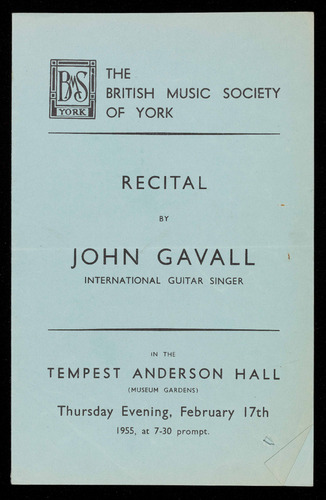 BMS
YORK
THE
BRITISH MUSIC SOCIETY
OF YORK
RECITAL
BY
JOHN GAVALL
INTERNATIONAL GUITAR SINGER
IN THE
TEMPEST ANDERSON HALL
(MUSEUM GARDENS)
Thursday Evening, February 17th
1955, at 7-30 prompt.